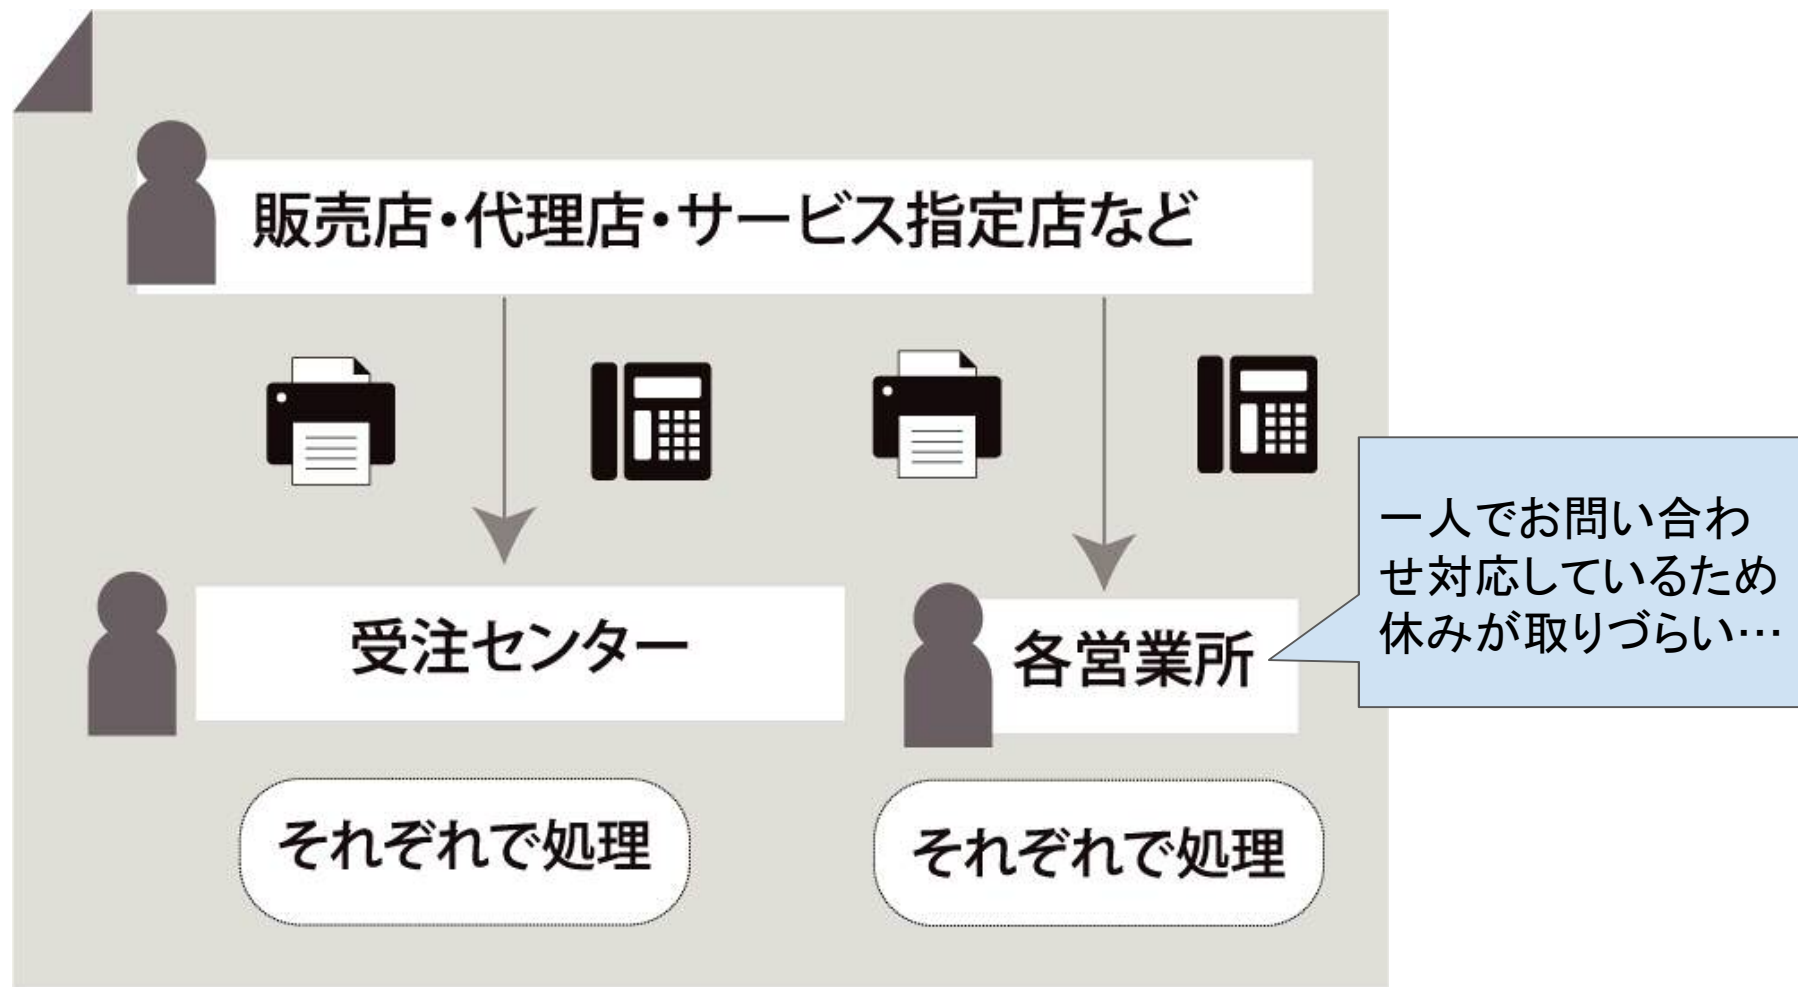 販売店・代理店・サービス指定店など
受注センター
各営業所
一人でお問い合わ
せ対応しているため
休みが取りづらい…
それぞれで処理
それぞれで処理